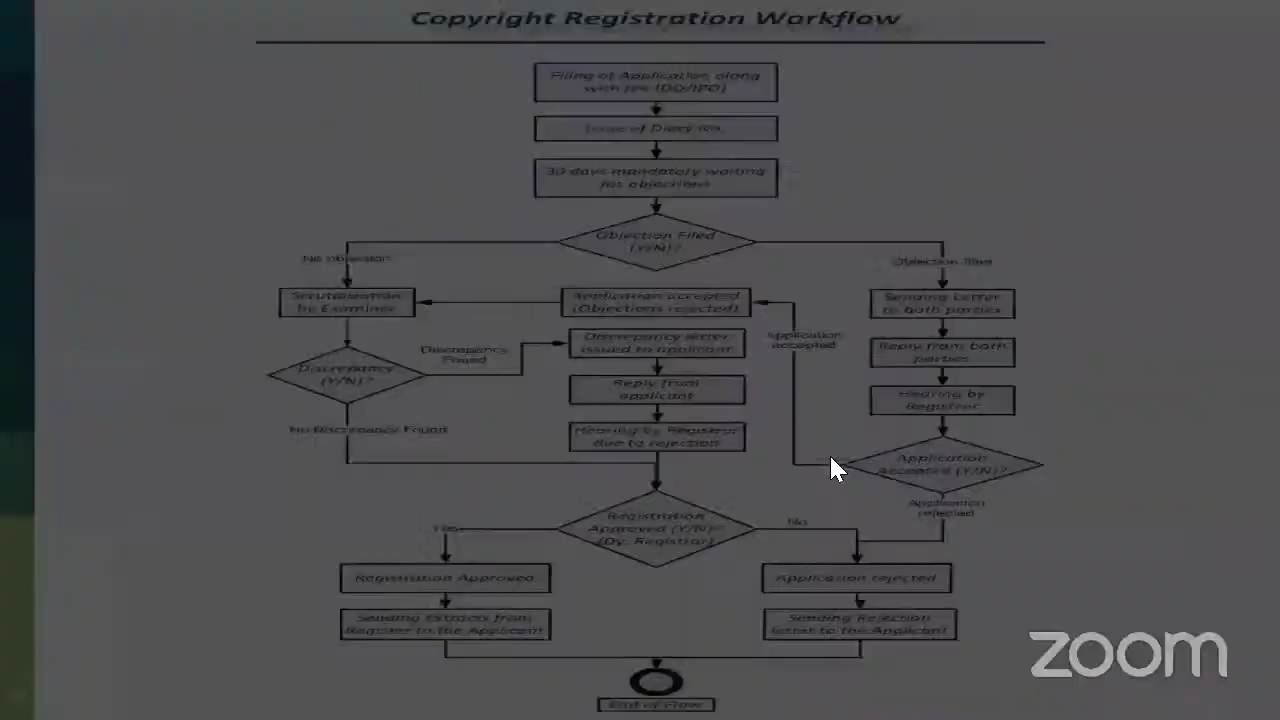 Copyright Registration Workflow
Filing of Application along
with fee (DD/IPO)
Issue of Diary No.
30 days mandatory waiting
for objections
Objection Filed
(Y/N)?
No objection
Objection filed
Scrutinization
by Examiner
Application accepted
(Objections rejected)
Sending Letter
to both parties
Discrepancy letter
issued to applicant
Application
accepted
Reply from both
parties
Discrepancy
Found
Discrepancy
(Y/N)?
Reply from
applicant
Hearing by
Registrar
No Discrepancy Found
Hearing by Registrar
due to rejection
Application
Accepted (Y/N)?
Application
rejected
Registration
Approved (Y/N)?
(Dy. Registrar)
Yes
No
Registration Approved
Application rejected
Sending Extracts from
Register to the Applicant
Sending Rejection
letter to the Applicant
End of Flow
zoom